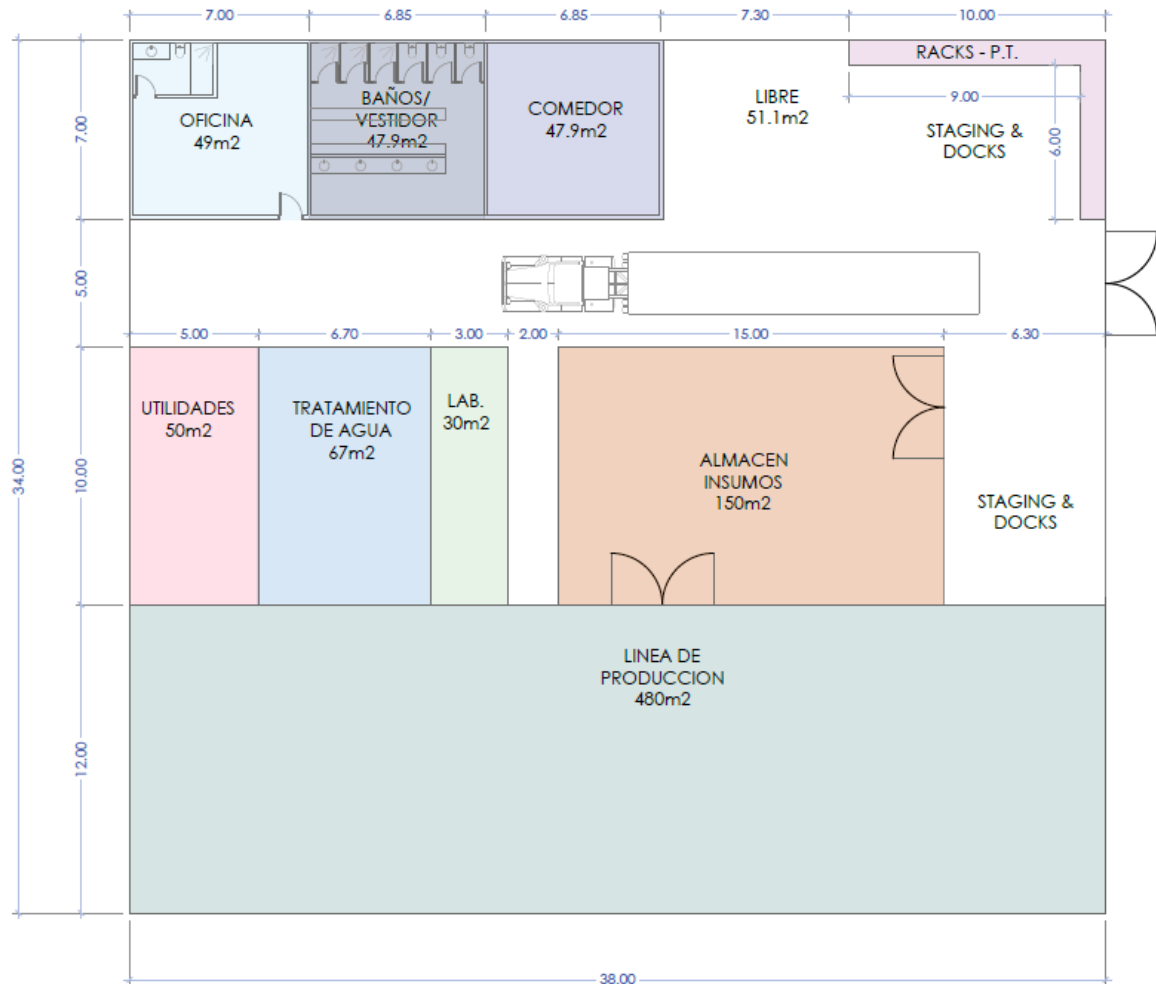 7.00
6.85
6.85
7.30
10.00
RACKS - P.T.
9.00
OFICINA
49m2
BAÑOS/
VESTIDOR
47.9m2
COMEDOR
47.9m2
LIBRE
51.1m2
STAGING &
DOCKS
6.00
7.00
5.00
5.00
6.70
3.00
2.00
15.00
6.30
34.00
10.00
UTILIDADES
50m2
TRATAMIENTO
DE AGUA
67m2
LAB.
30m2
ALMACEN
INSUMOS
150m2
STAGING &
DOCKS
12.00
LINEA DE
PRODUCCION
480m2
38.00